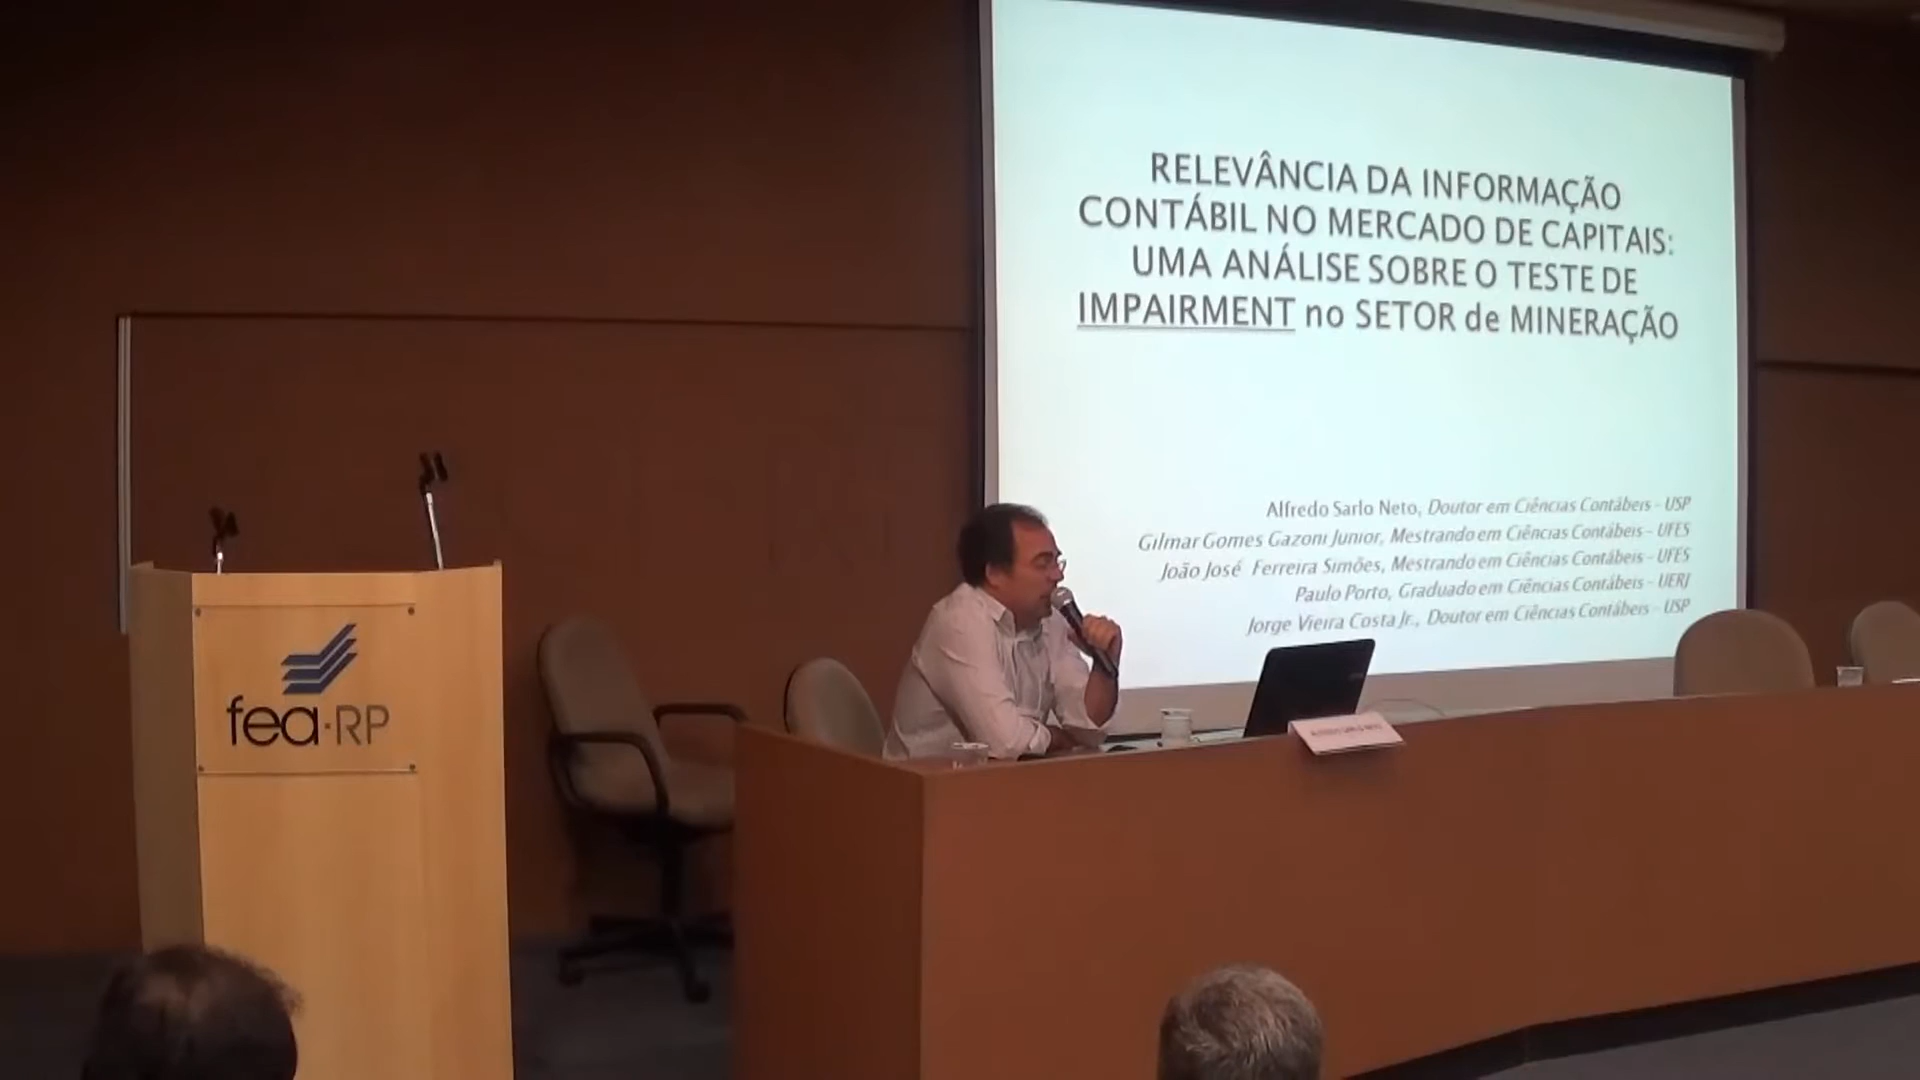 RELEVÂNCIA DA INFORMAÇÃO
CONTÁBIL NO MERCADO DE CAPITAIS:
UMA ANÁLISE SOBRE O TESTE DE
IMPAIRMENT no SETOR de MINERAÇÃO
Alfredo Sarlo Neto, Doutor em Ciências Contábeis - USP
Gilmar Gomes Gazoni Junior, Mestrando em Ciências Contábeis - UFES
João José Ferreira Simões, Mestrando em Ciências Contábeis - UFES
Paulo Porto, Graduado em Ciências Contábeis - UERJ
Jorge Vieira Costa Jr., Doutor em Ciências Contábeis - USP
fea-RP